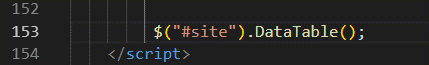 152
153 $("#site").DataTable();
154 </script>